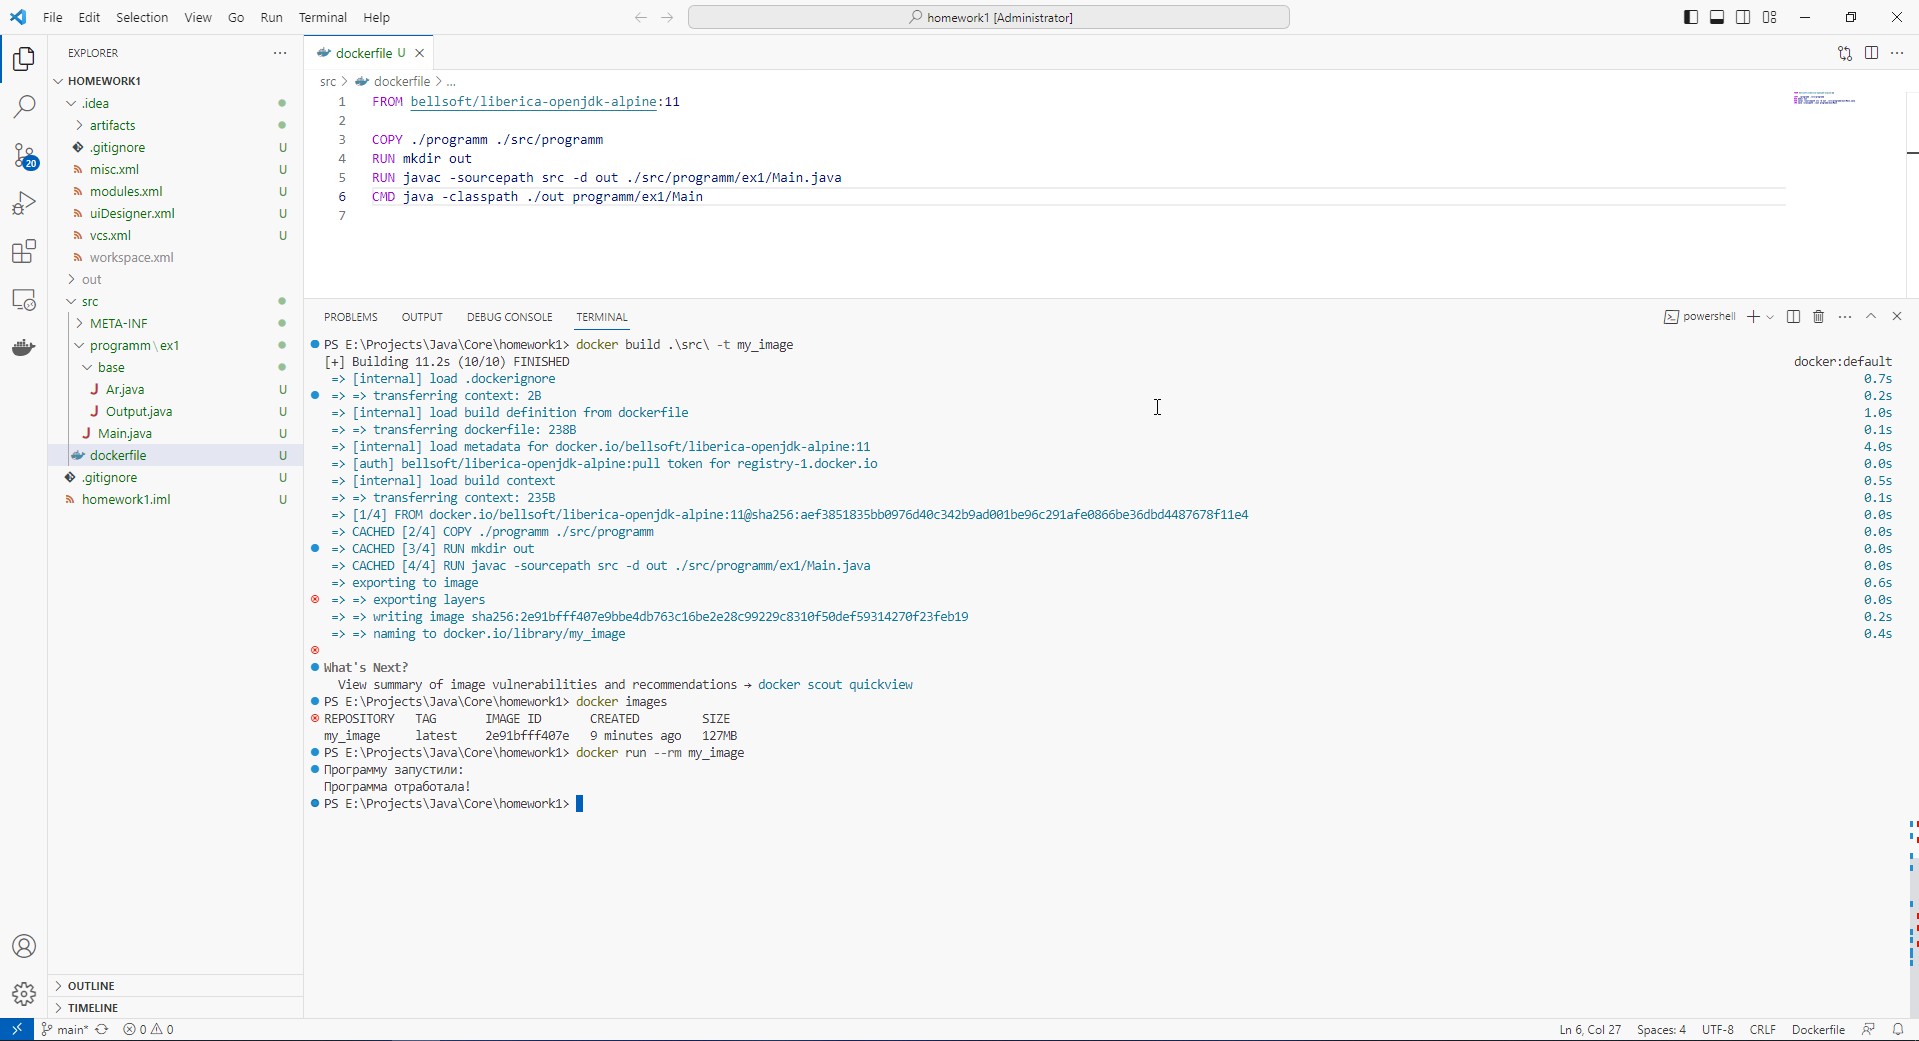 File Edit Selection View Go Run Terminal Help
homework1 [Administrator]
EXPLORER
HOMEWORK1
.idea
artifacts
.gitignore U
misc.xml U
modules.xml U
uiDesigner.xml U
vcs.xml U
workspace.xml
out
src
META-INF
programm \ ex1
base
J Ar.java U
J Output.java U
J Main.java U
dockerfile U
.gitignore U
homework1.iml U
OUTLINE
TIMELINE
dockerfile U
src > dockerfile > ...
1 FROM bellsoft/liberica-openjdk-alpine:11
2
3 COPY ./programm ./src/programm
4 RUN mkdir out
5 RUN javac -sourcepath src -d out ./src/programm/ex1/Main.java
6 CMD java -classpath ./out programm/ex1/Main
7
PROBLEMS OUTPUT DEBUG CONSOLE TERMINAL
powershell
PS E:\Projects\Java\Core\homework1> docker build .\src\ -t my_image
[+] Building 11.2s (10/10) FINISHED docker:default
=> [internal] load .dockerignore 0.7s
=> => transferring context: 2B 0.2s
=> [internal] load build definition from dockerfile 1.0s
=> => transferring dockerfile: 238B 0.1s
=> [internal] load metadata for docker.io/bellsoft/liberica-openjdk-alpine:11 4.0s
=> [auth] bellsoft/liberica-openjdk-alpine:pull token for registry-1.docker.io 0.0s
=> [internal] load build context 0.5s
=> => transferring context: 235B 0.1s
=> [1/4] FROM docker.io/bellsoft/liberica-openjdk-alpine:11@sha256:aef3851835bb0976d40c342b9ad001be96c291afe0866be36dbd4487678f11e4 0.0s
=> CACHED [2/4] COPY ./programm ./src/programm 0.0s
=> CACHED [3/4] RUN mkdir out 0.0s
=> CACHED [4/4] RUN javac -sourcepath src -d out ./src/programm/ex1/Main.java 0.0s
=> exporting to image 0.6s
=> => exporting layers 0.0s
=> => writing image sha256:2e91bfff407e9bbe4db763c16be2e28c99229c8310f50def59314270f23feb19 0.2s
=> => naming to docker.io/library/my_image 0.4s
What's Next?
View summary of image vulnerabilities and recommendations → docker scout quickview
PS E:\Projects\Java\Core\homework1> docker images
REPOSITORY TAG IMAGE ID CREATED SIZE
my_image latest 2e91bfff407e 9 minutes ago 127MB
PS E:\Projects\Java\Core\homework1> docker run --rm my_image
Программу запустили:
Программа отработала!
PS E:\Projects\Java\Core\homework1>
20
main* 0 0
Ln 6, Col 27 Spaces: 4 UTF-8 CRLF Dockerfile